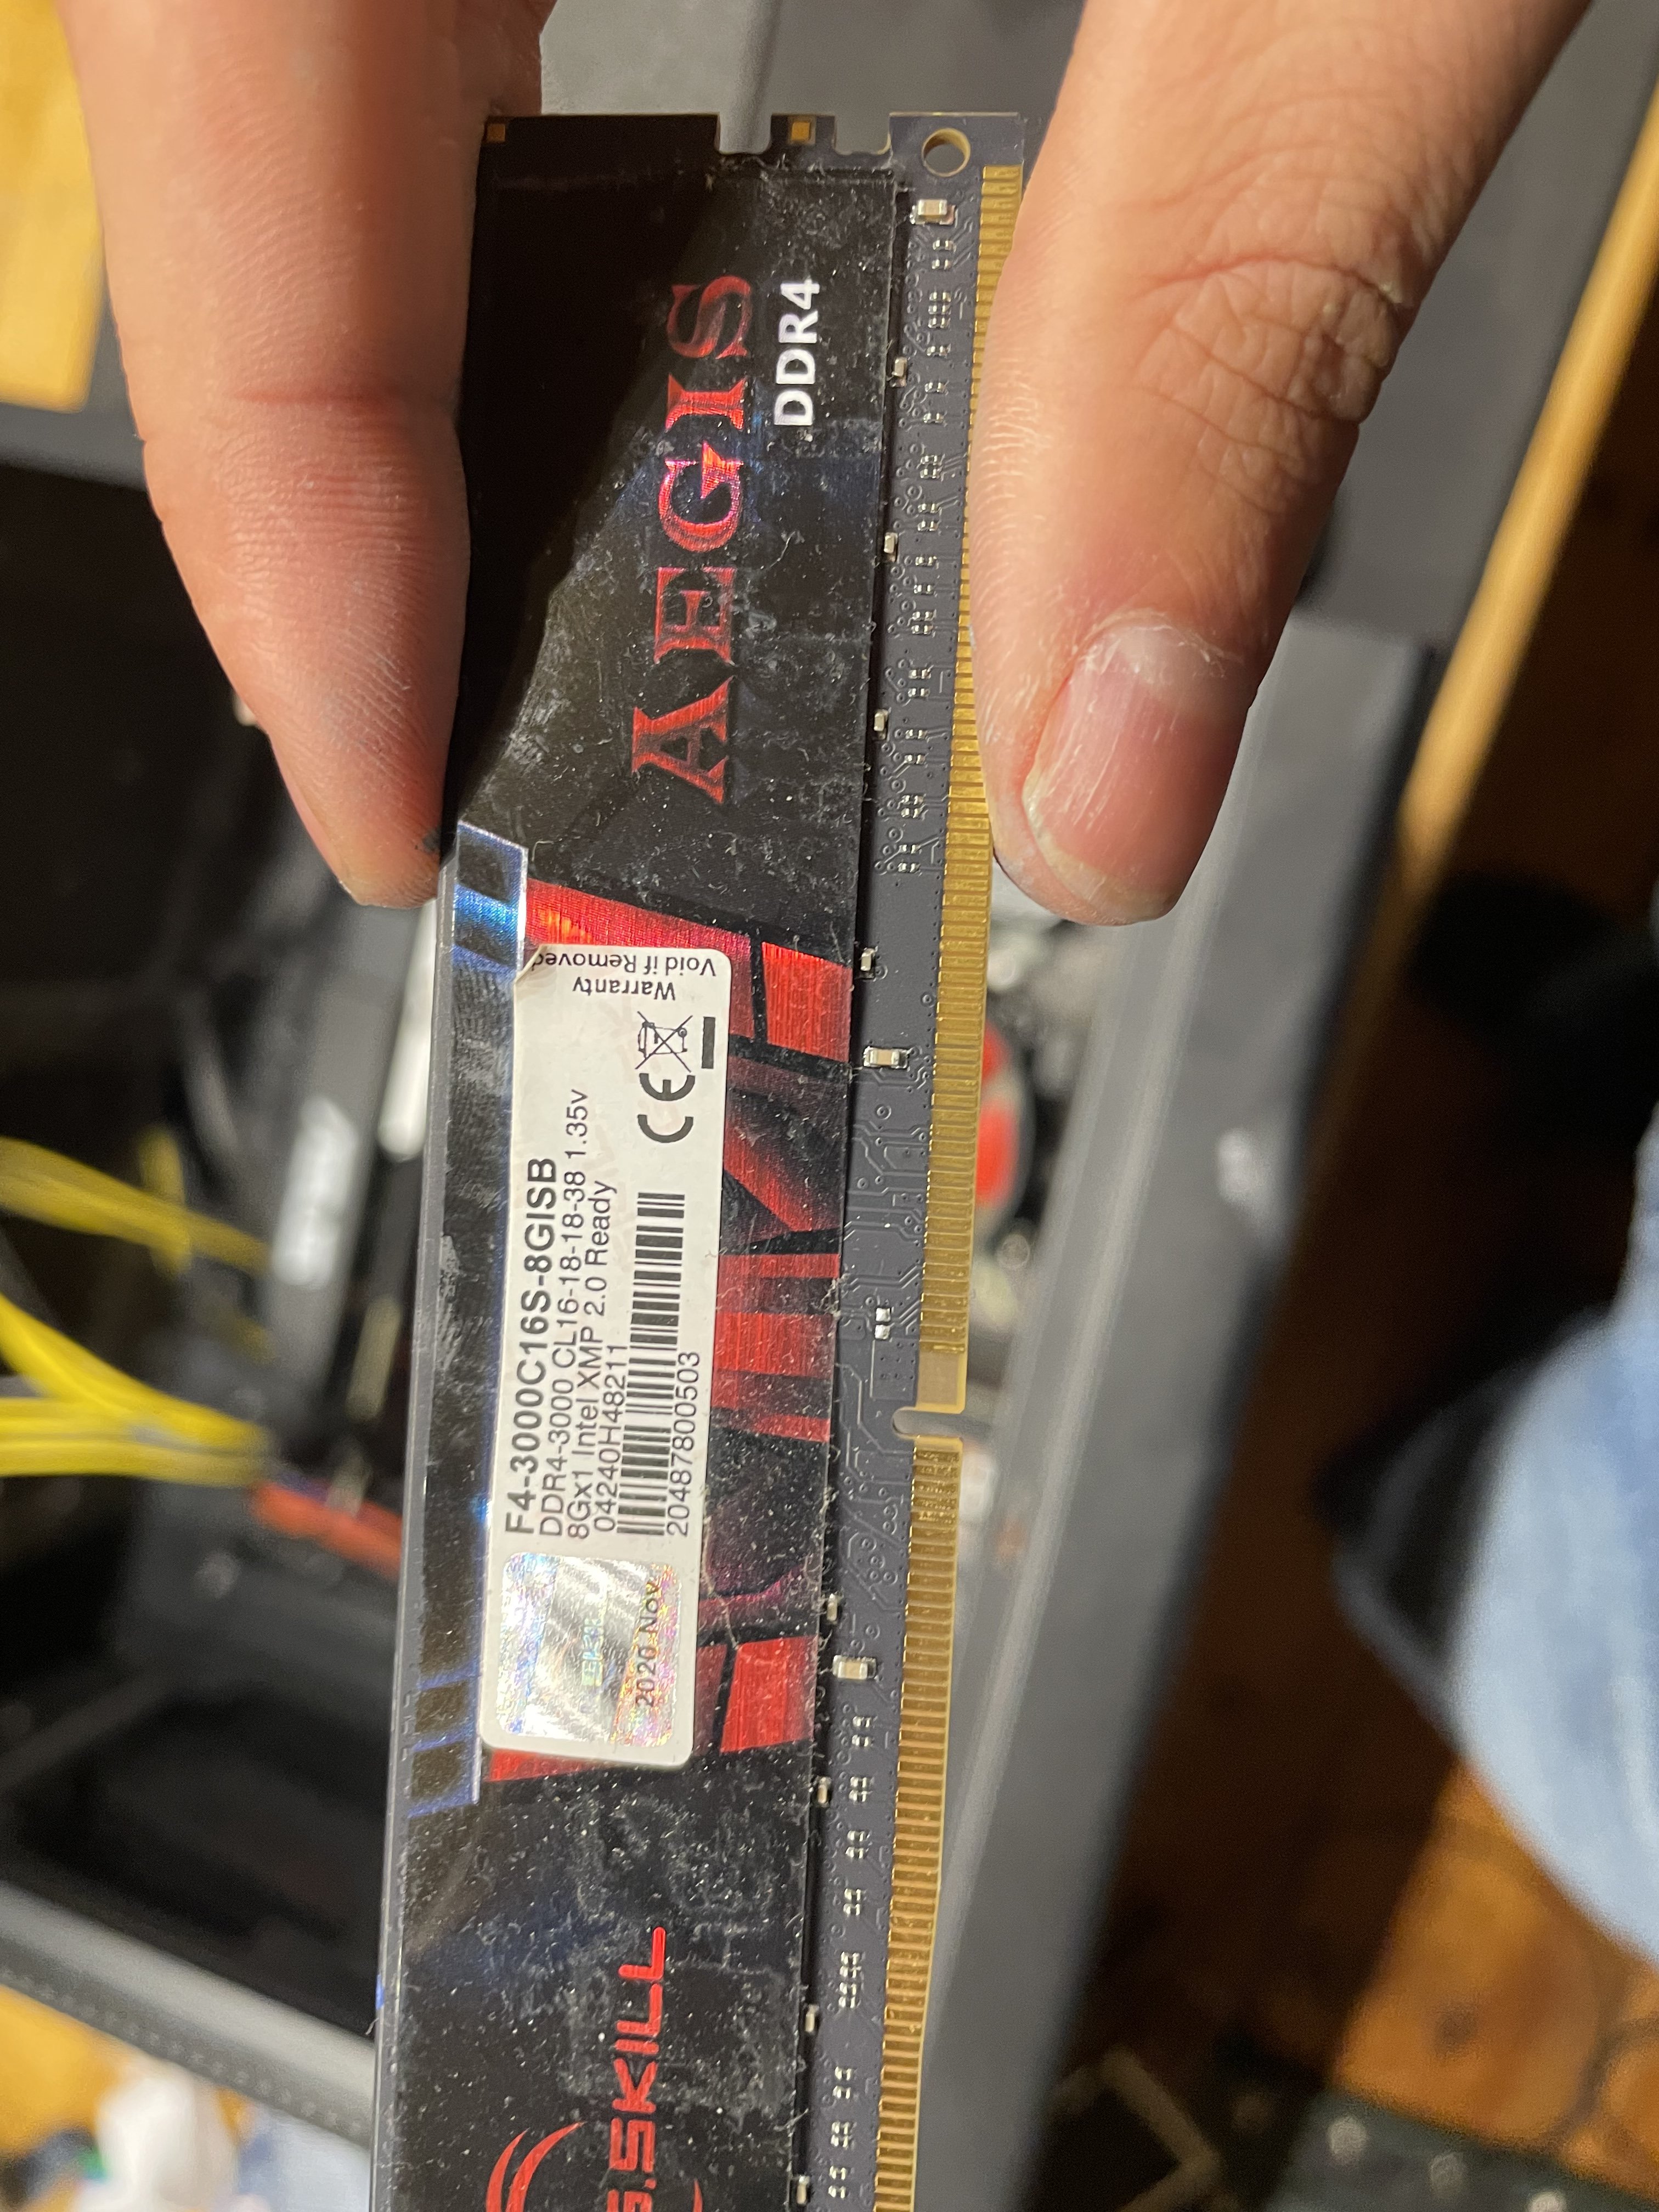 AEGIS
DDR4
Warranty
Void if Removed
CE
F4-3000C16S-8GISB
DDR4-3000 CL16-18-18-38 1.35v
8Gx1 Intel XMP 2.0 Ready
04240H48211
20487800503
2020 Nov
G.SKILL